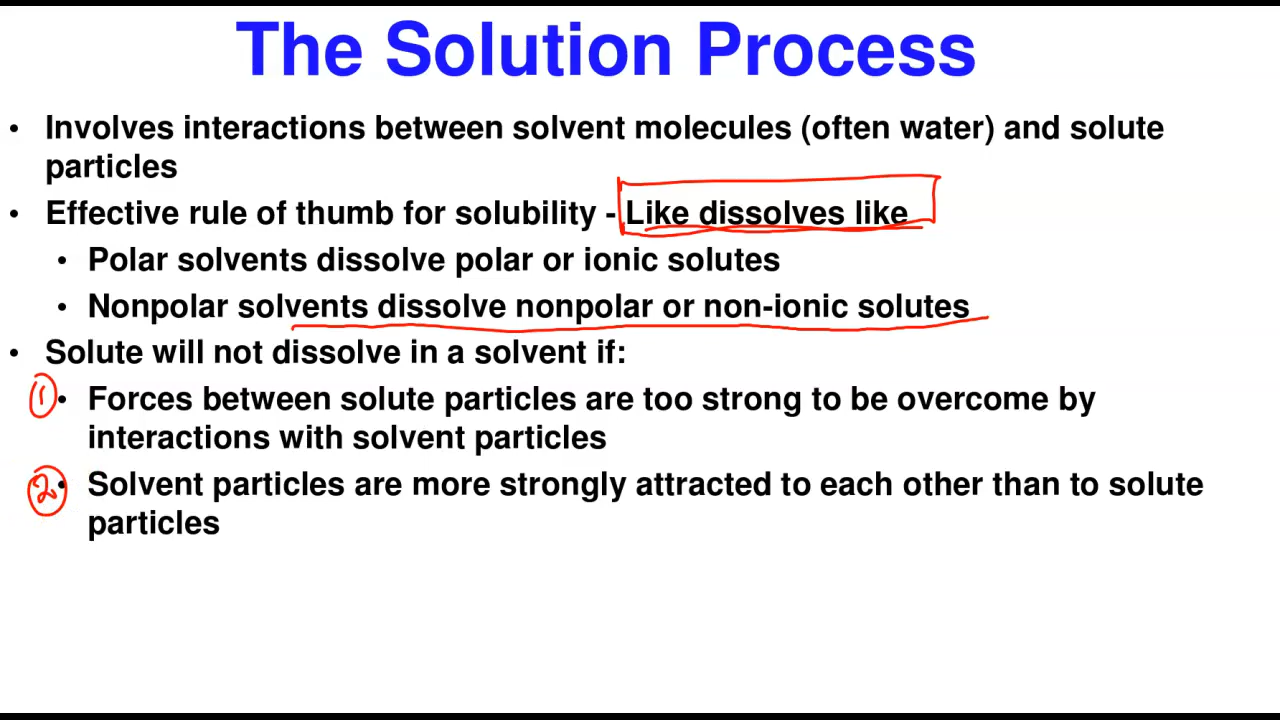 The Solution Process
• Involves interactions between solvent molecules (often water) and solute
particles
• Effective rule of thumb for solubility - Like dissolves like
• Polar solvents dissolve polar or ionic solutes
• Nonpolar solvents dissolve nonpolar or non-ionic solutes
• Solute will not dissolve in a solvent if:
1 • Forces between solute particles are too strong to be overcome by
interactions with solvent particles
2 • Solvent particles are more strongly attracted to each other than to solute
particles